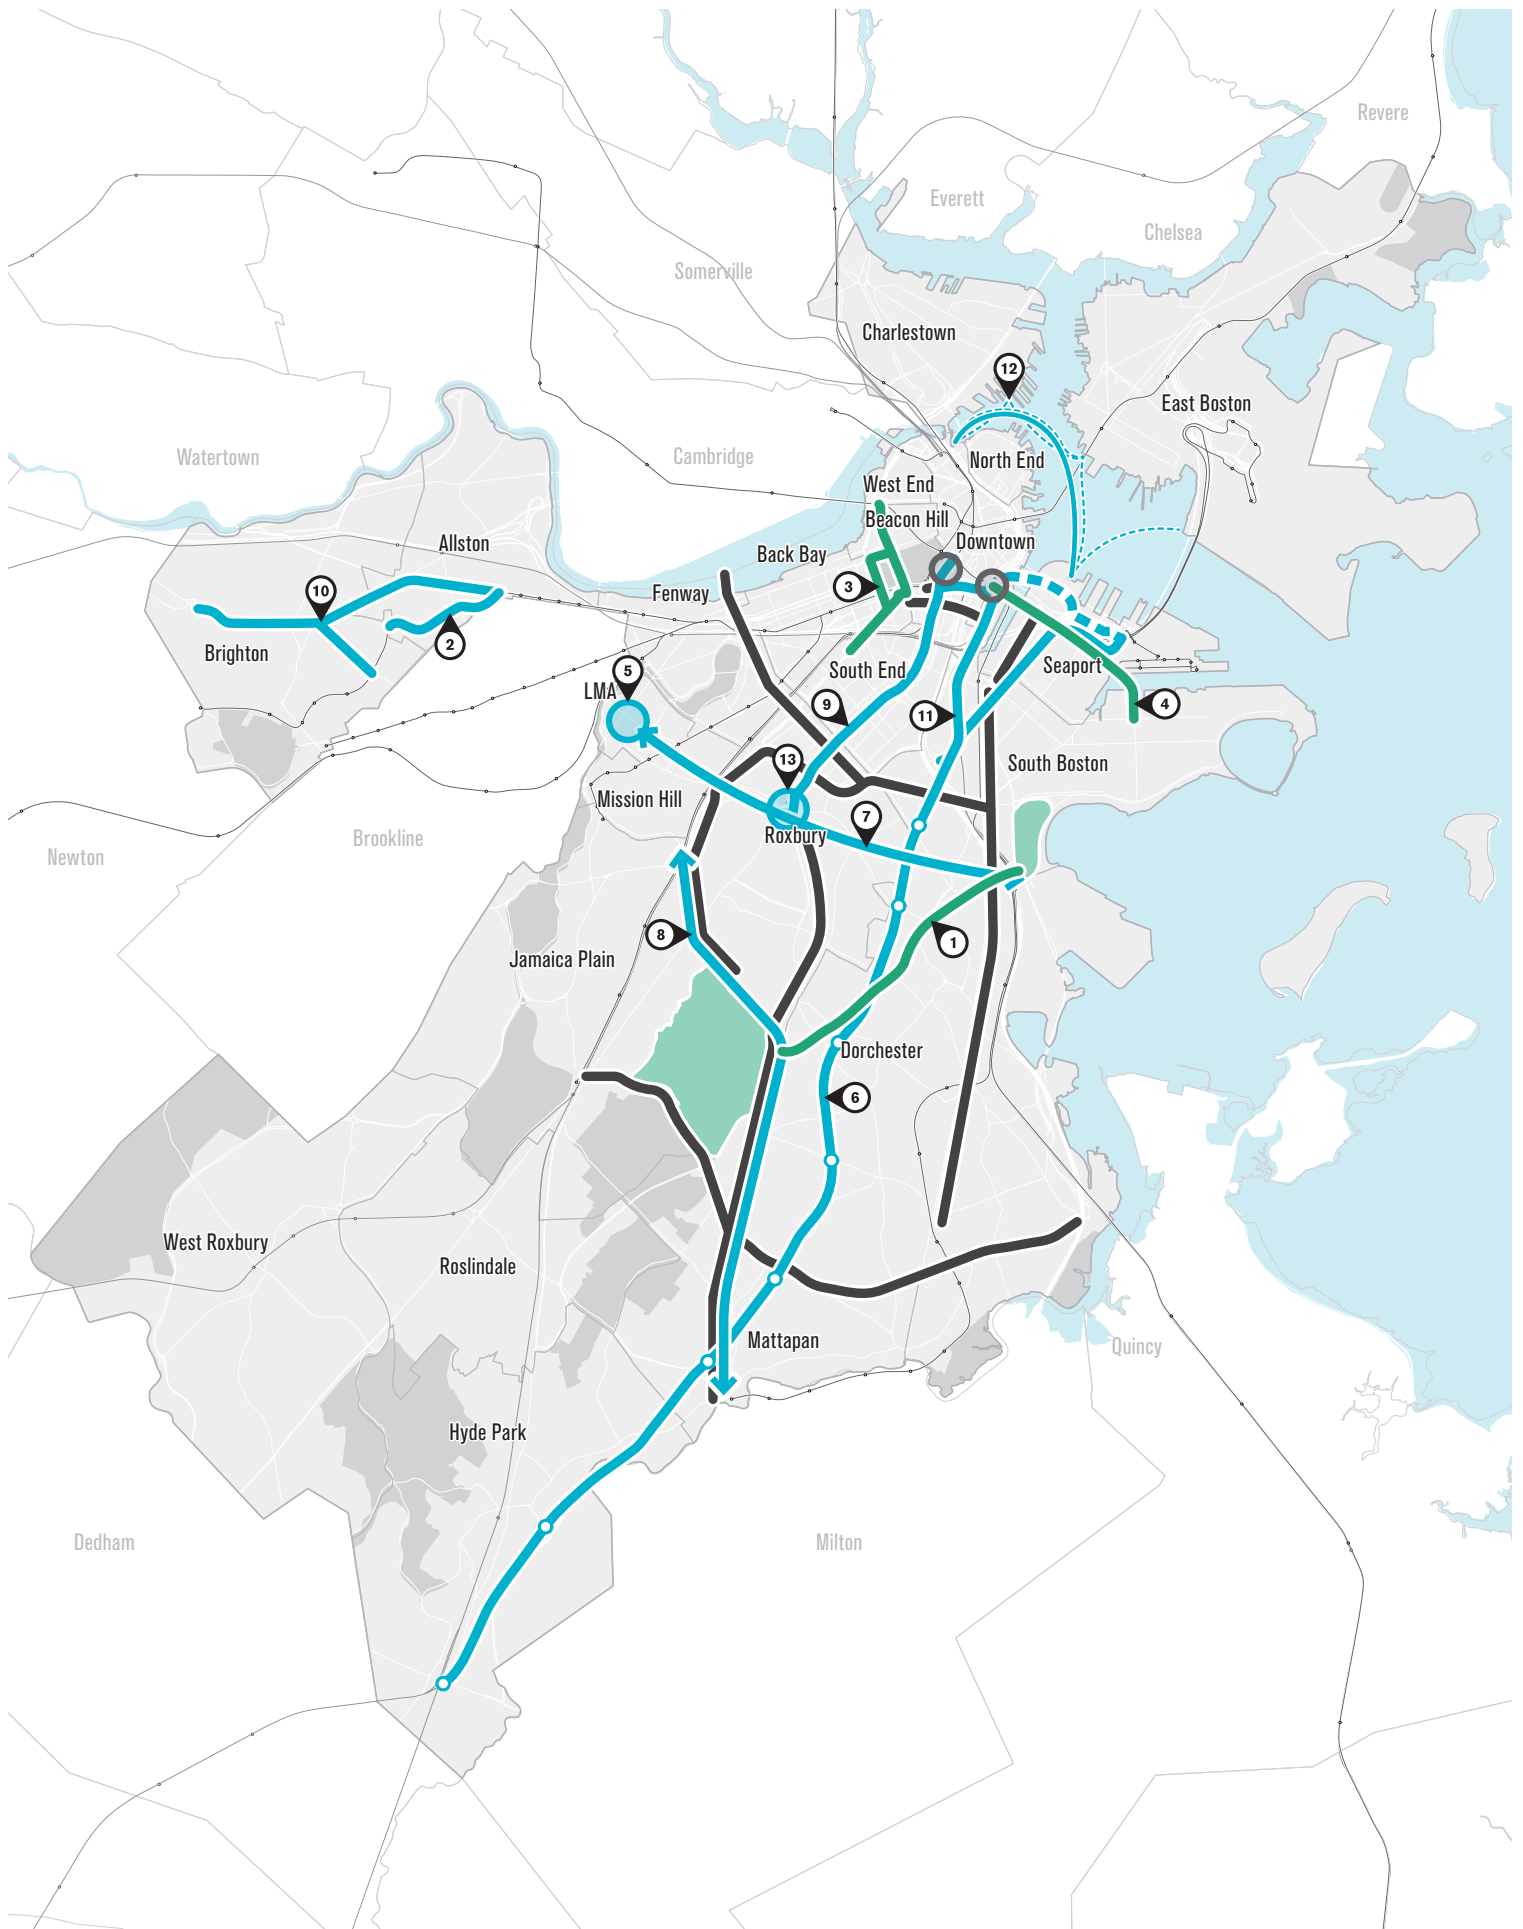 Revere
Everett
Chelsea
Somerville
Charlestown
12
East Boston
Watertown
Cambridge
North End
West End
Beacon Hill
Allston
Downtown
Back Bay
3
10
Fenway
2
Brighton
South End
Seaport
5
LMA
9
11
4
13
South Boston
Mission Hill
7
Roxbury
Brookline
Newton
8
1
Jamaica Plain
Dorchester
6
West Roxbury
Roslindale
Mattapan
Quincy
Hyde Park
Dedham
Milton